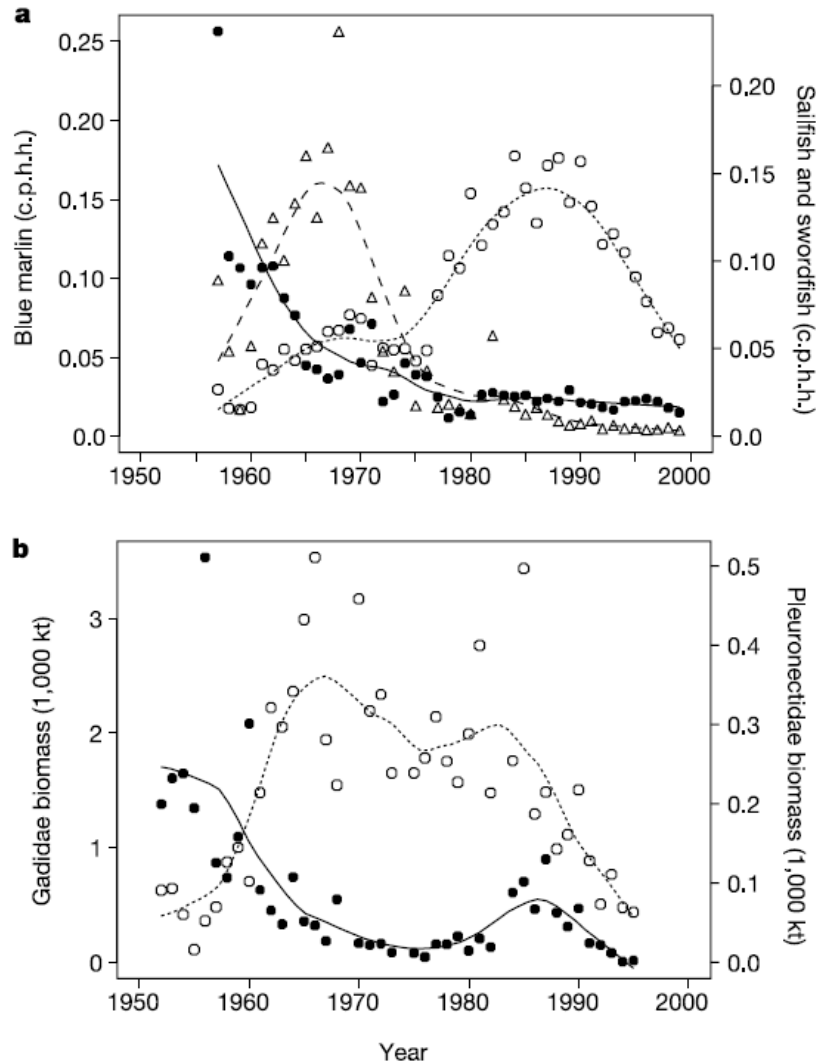 a
Blue marlin (c.p.h.h.)
0.25
0.20
0.15
0.10
0.05
0.0
0.20
0.15
0.10
0.05
0.0
Sailfish and swordfish (c.p.h.h.)
1950 1960 1970 1980 1990 2000
b
Gadidae biomass (1,000 kt)
3
2
1
0
0.5
0.4
0.3
0.2
0.1
0.0
Pleuronectidae biomass (1,000 kt)
1950 1960 1970 1980 1990 2000
Year